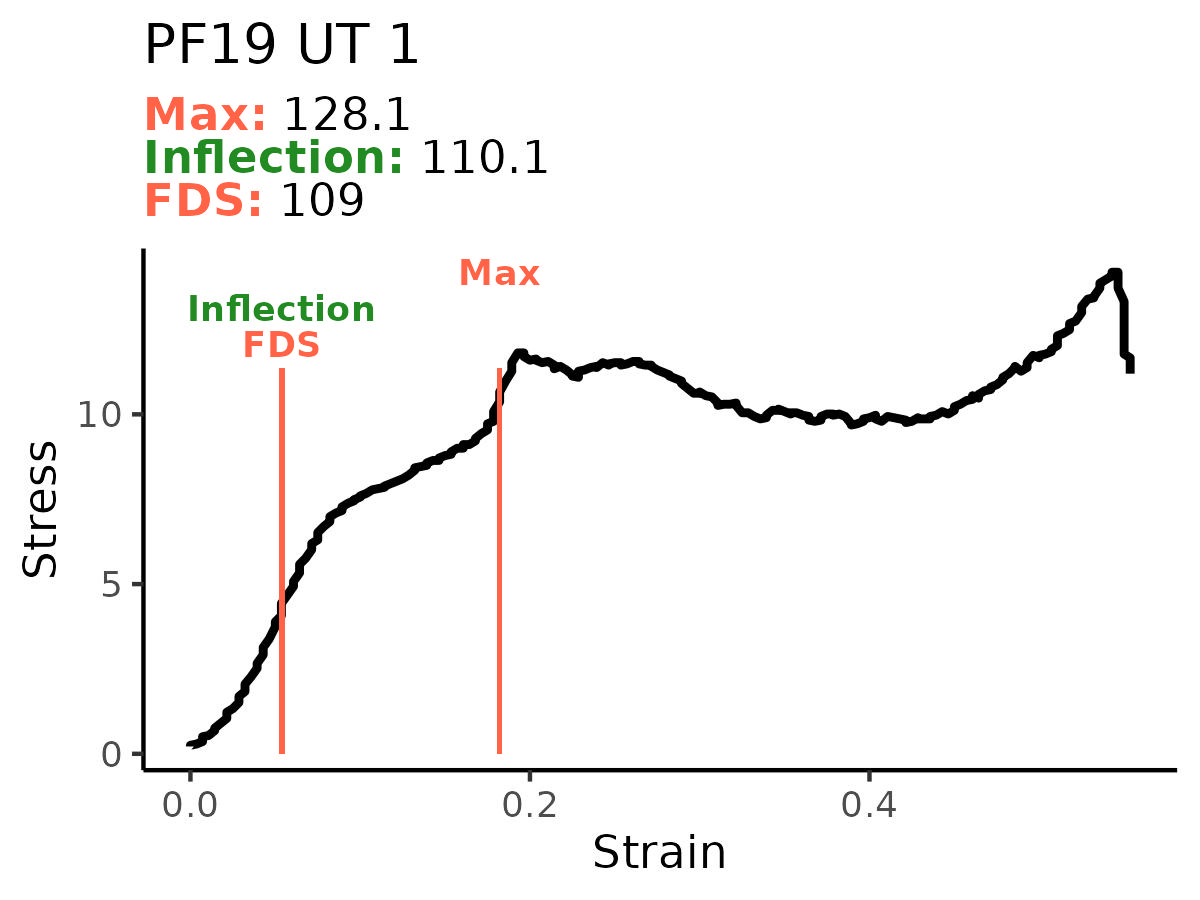 PF19 UT 1
Max: 128.1
Inflection: 110.1
FDS: 109
Max
Inflection
FDS
10
5
0
Stress
0.0 0.2 0.4
Strain